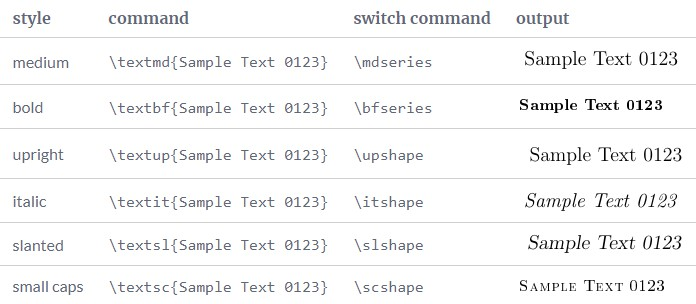 style command switch command output
medium \textmd{Sample Text 0123} \mdseries Sample Text 0123
bold \textbf{Sample Text 0123} \bfseries Sample Text 0123
upright \textup{Sample Text 0123} \upshape Sample Text 0123
italic \textit{Sample Text 0123} \itshape Sample Text 0123
slanted \textsl{Sample Text 0123} \slshape Sample Text 0123
small caps \textsc{Sample Text 0123} \scshape Sample Text 0123